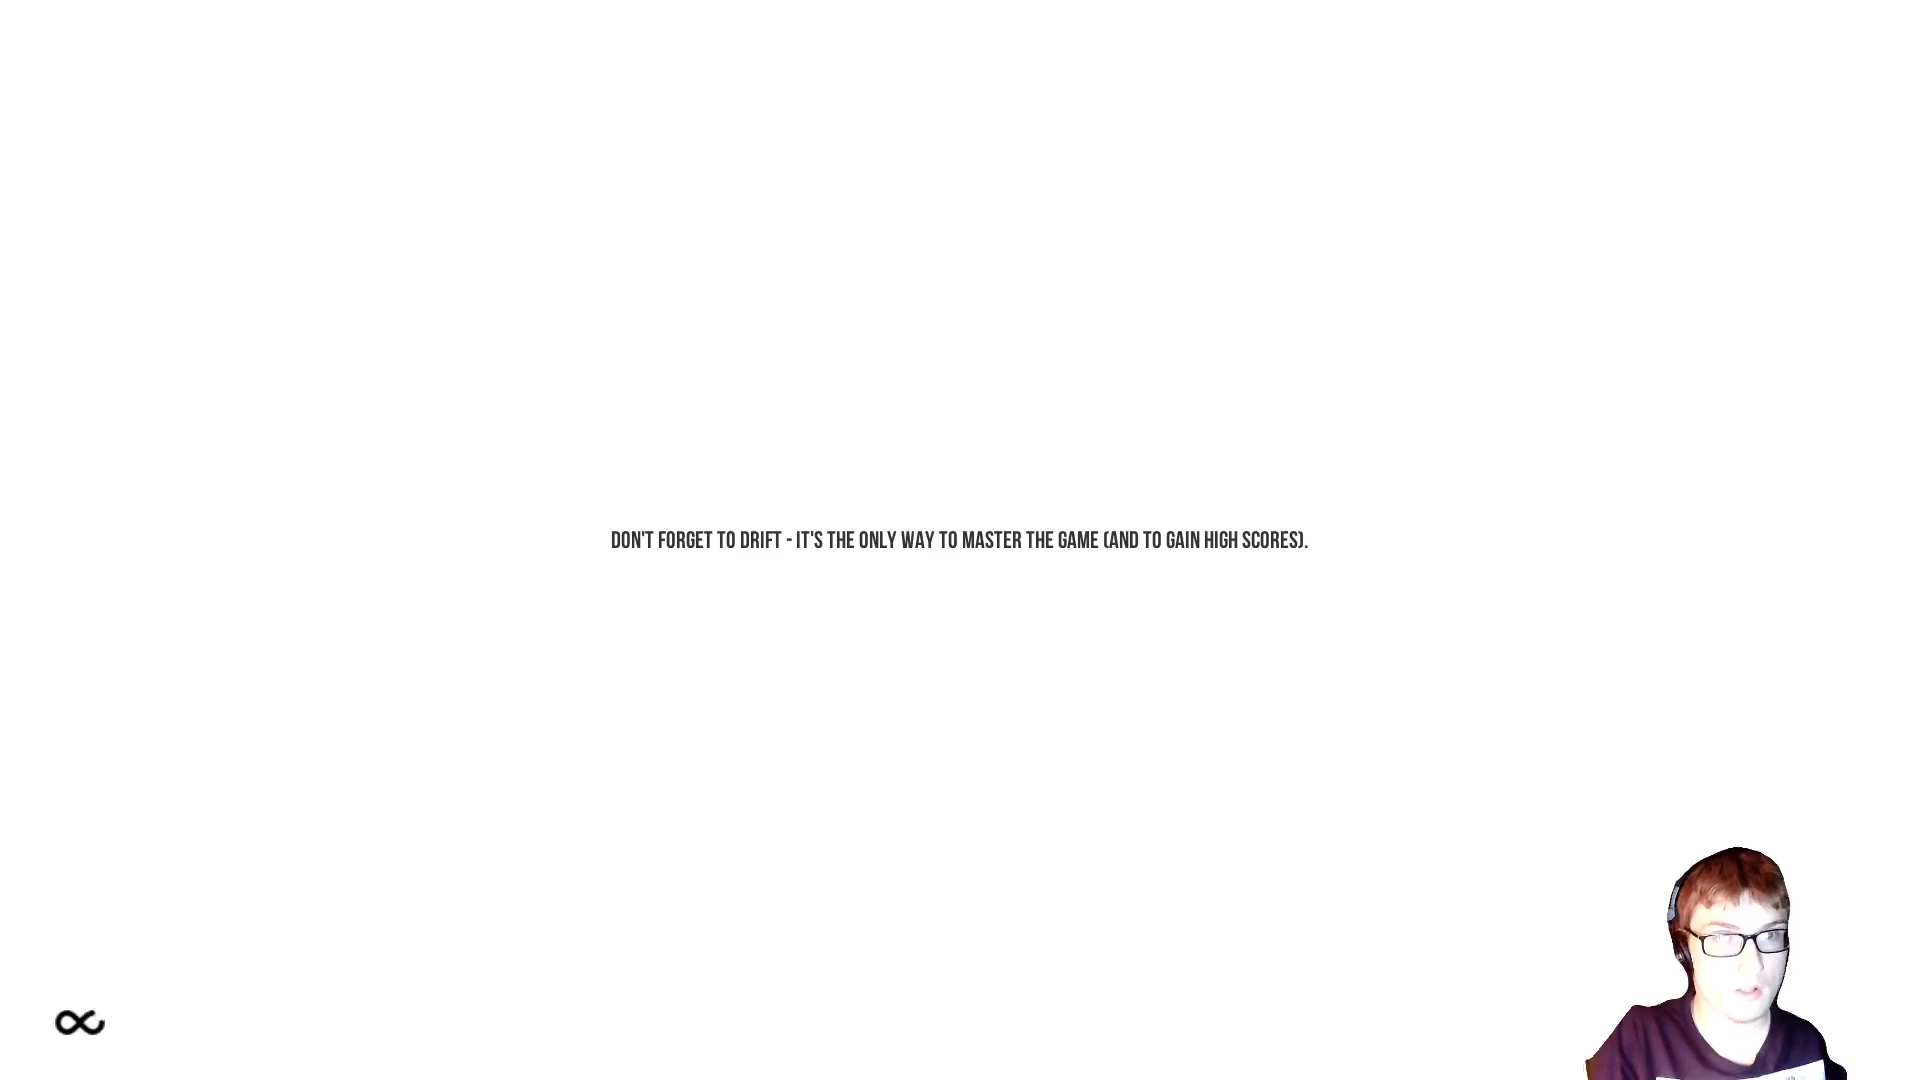 DON'T FORGET TO DRIFT - IT'S THE ONLY WAY TO MASTER THE GAME (AND TO GAIN HIGH SCORES).